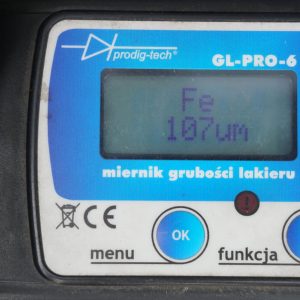 prodig-tech®
GL-PRO-6
Fe
107um
miernik grubości lakieru
CE
OK
menu
funkcja